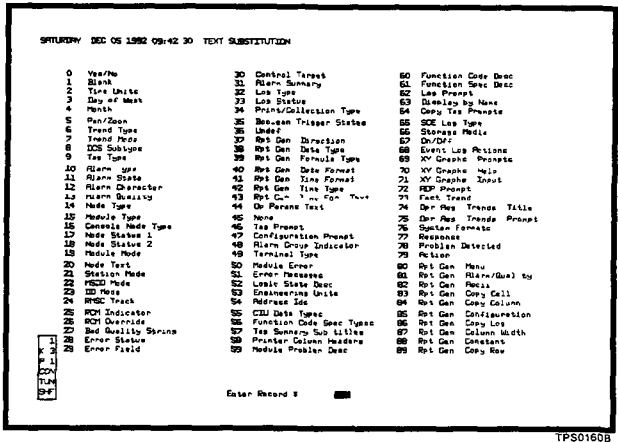 SATURDAY DEC 05 1992 09:42 30 TEXT SUBSTITUTION
0 Yes/No
1 Blank
2 Time Units
3 Day of Week
4 Month
5 Pan/Zoom
6 Trend Type
7 Trend Mode
8 DCS Subtype
9 Tag Type
10 Alarm Type
11 Alarm State
12 Alarm Character
13 Alarm Quality
14 Node Type
15 Module Type
16 Console Node Type
17 Node Status 1
18 Node Status 2
19 Module Mode
20 Node Text
21 Station Mode
22 MSDD Mode
23 DD Mode
24 RMSC Track
25 RCM Indicator
26 RCM Override
27 Bad Quality String
28 Error Status
29 Error Field
30 Control Target
31 Alarm Summary
32 Log Type
33 Log Status
34 Print/Collection Type
35 Boolean Trigger States
36 Undef
37 Rpt Gen Direction
38 Rpt Gen Data Type
39 Rpt Gen Formula Type
40 Rpt Gen Date Format
41 Rpt Gen Time Format
42 Rpt Gen Time Type
43 Rpt Gen Text
44 Op Params Text
45 None
46 Tag Prompt
47 Configuration Prompt
48 Alarm Group Indicator
49 Terminal Type
50 Module Error
51 Error Messages
52 Logic State Desc
53 Engineering Units
54 Address Ids
55 CIU Data Types
56 Function Code Spec Types
57 Tag Summary Sub titles
58 Printer Column Headers
59 Module Problem Desc
60 Function Code Desc
61 Function Spec Desc
62 Log Prompt
63 Display by Name
64 Copy Tag Prompts
65 SOE Log Type
66 Storage Media
67 On/Off
68 Event Log Actions
69 XY Graphs Prompts
70 XY Graphs Help
71 XY Graphs Input
72 RDP Prompt
73 Fast Trend
74 Opr Res Trends Title
75 Opr Res Trends Prompt
76 System Formats
77 Response
78 Problem Detected
79 Action
80 Rpt Gen Menu
81 Rpt Gen Alarm/Quality
82 Rpt Gen Recis
83 Rpt Gen Copy Cell
84 Rpt Gen Copy Column
85 Rpt Gen Configuration
86 Rpt Gen Copy Log
87 Rpt Gen Column Width
88 Rpt Gen Constant
89 Rpt Gen Copy Row
1
K 3
P 1
CON
TUN
SHF
Enter Record #
TPS0160B